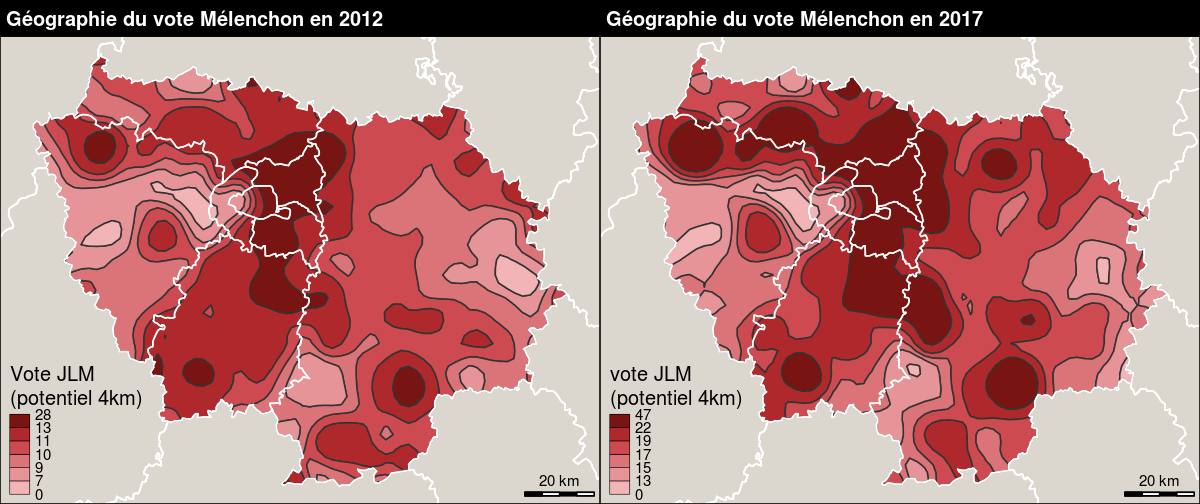 Géographie du vote Mélenchon en 2012
Vote JLM
(potentiel 4km)
28
13
11
10
9
7
0
20 km
Géographie du vote Mélenchon en 2017
vote JLM
(potentiel 4km)
47
22
19
17
15
13
0
20 km